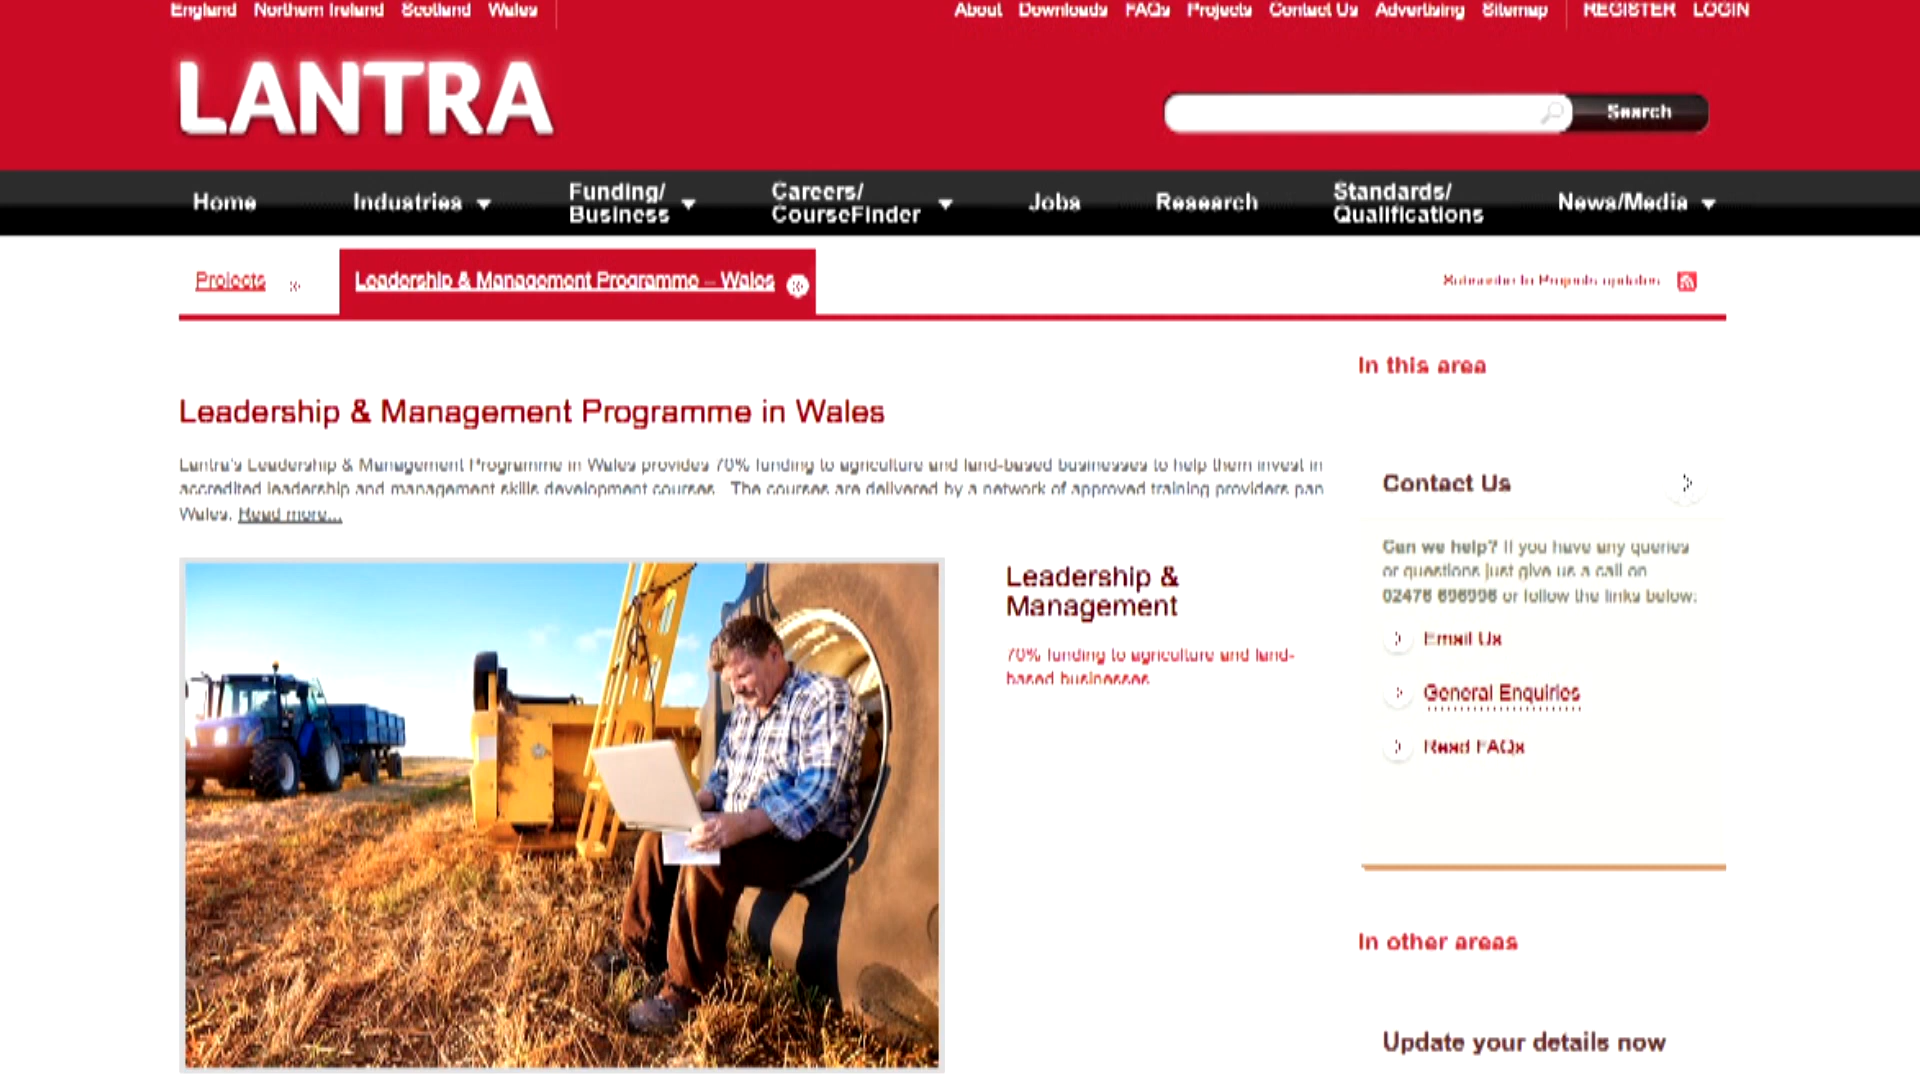 England Northern Ireland Scotland Wales
About Downloads FAQs Projects Contact Us Advertising Sitemap REGISTER LOGIN
LANTRA
Search
Home
Industries
Funding/
Business
Careers/
CourseFinder
Jobs
Research
Standards/
Qualifications
News/Media
Projects
Leadership & Management Programme – Wales
Subscribe to Projects updates
In this area
Leadership & Management Programme in Wales
Lantra's Leadership & Management Programme in Wales provides 70% funding to agriculture and land-based businesses to help them invest in
accredited leadership and management skills development courses. The courses are delivered by a network of approved training providers pan
Wales. Read more...
Contact Us
Can we help? If you have any queries
or questions just give us a call on
02476 696996 or follow the links below:
Email Us
General Enquiries
Read FAQs
Leadership &
Management
70% funding to agriculture and land-
based businesses
In other areas
Update your details now